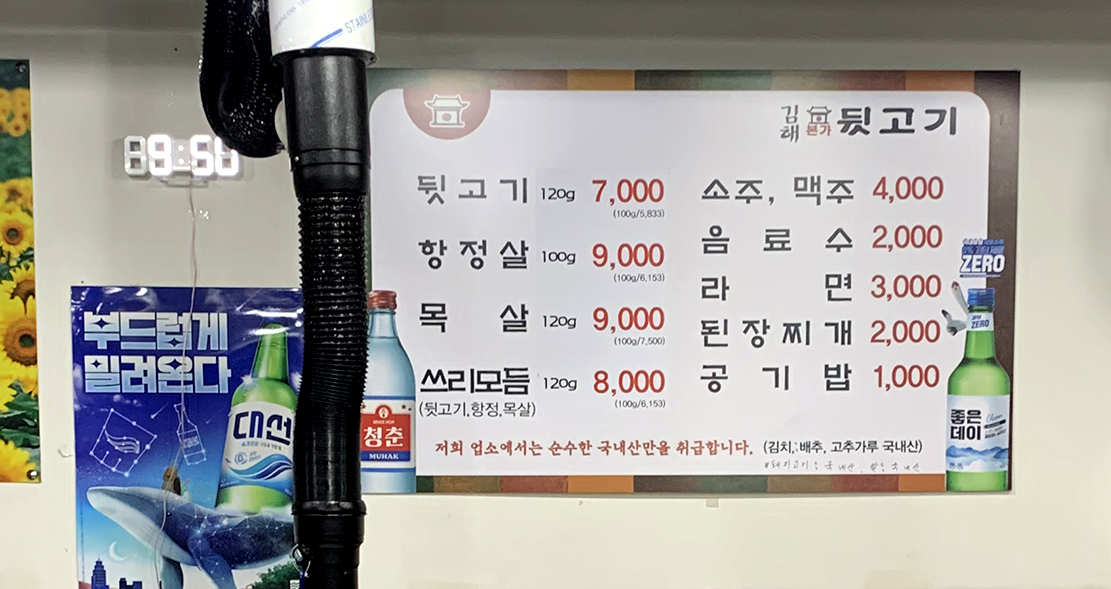 STAINLE
9:54
김해 본가 뒷고기
뒷고기 120g 7,000
(100g/5,833)
항정살 100g 9,000
(100g/6,153)
목살 120g 9,000
(100g/7,500)
쓰리모듬 120g 8,000
(뒷고기,항정,목살) (100g/6,153)
소주, 맥주 4,000
음료수 2,000
라면 3,000
된장찌개 2,000
공기밥 1,000
저희 업소에서는 순수한 국내산만을 취급합니다. (김치,:배추, 고추가루 국내산)
ZERO
ZERO
좋은
데이
청춘
MUHAK
부드럽게
밀려온다
대선